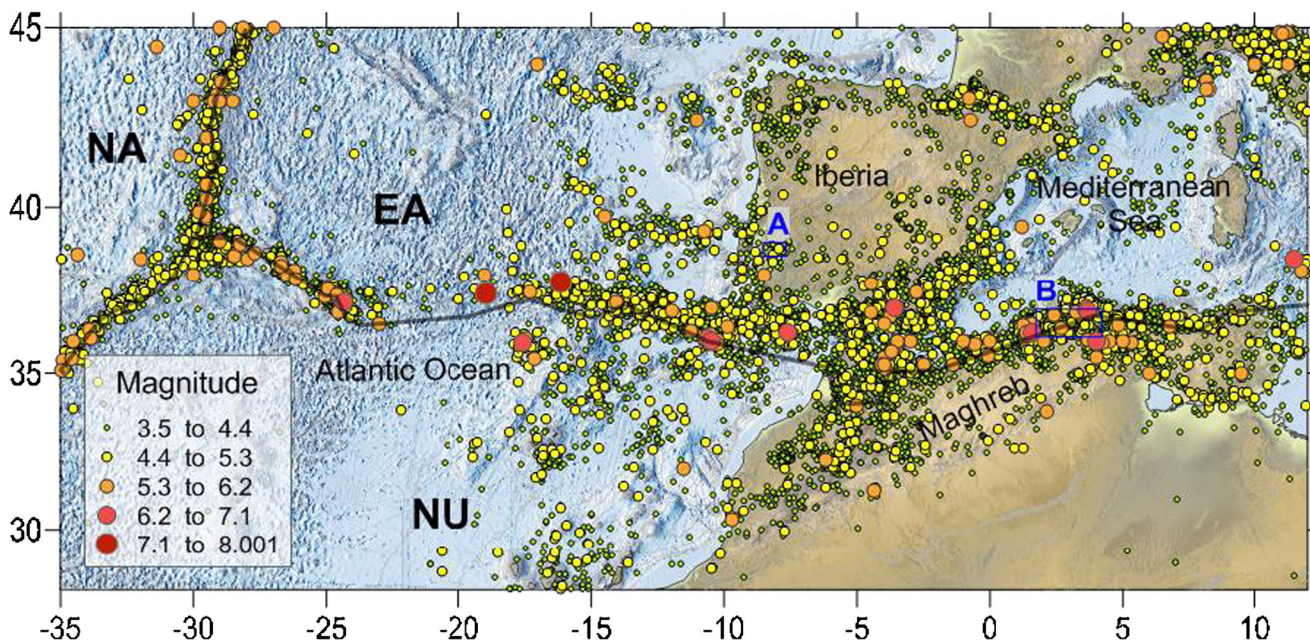 45
40
35
30
NA
EA
NU
Iberia
Mediterranean
Sea
A
B
Atlantic Ocean
Maghreb
Magnitude
3.5 to 4.4
4.4 to 5.3
5.3 to 6.2
6.2 to 7.1
7.1 to 8.001
-35 -30 -25 -20 -15 -10 -5 0 5 10